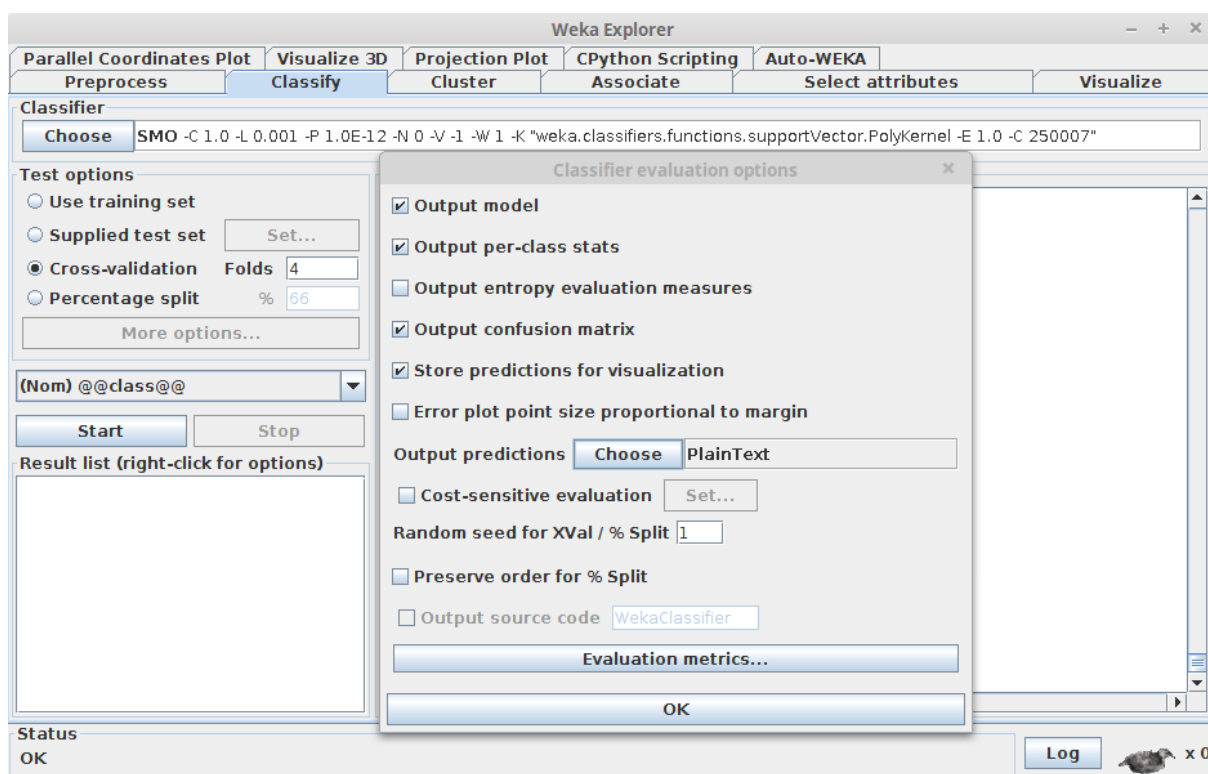 Weka Explorer
Parallel Coordinates Plot Visualize 3D Projection Plot CPython Scripting Auto-WEKA
Preprocess Classify Cluster Associate Select attributes Visualize
Classifier
Choose SMO -C 1.0 -L 0.001 -P 1.0E-12 -N 0 -V -1 -W 1 -K "weka.classifiers.functions.supportVector.PolyKernel -E 1.0 -C 250007"
Test options
Use training set
Supplied test set Set...
Cross-validation Folds 4
Percentage split % 66
More options...
(Nom) @@class@@
Start Stop
Result list (right-click for options)
Classifier evaluation options
Output model
Output per-class stats
Output entropy evaluation measures
Output confusion matrix
Store predictions for visualization
Error plot point size proportional to margin
Output predictions Choose PlainText
Cost-sensitive evaluation Set...
Random seed for XVal / % Split 1
Preserve order for % Split
Output source code WekaClassifier
Evaluation metrics...
OK
Status
OK
Log x 0